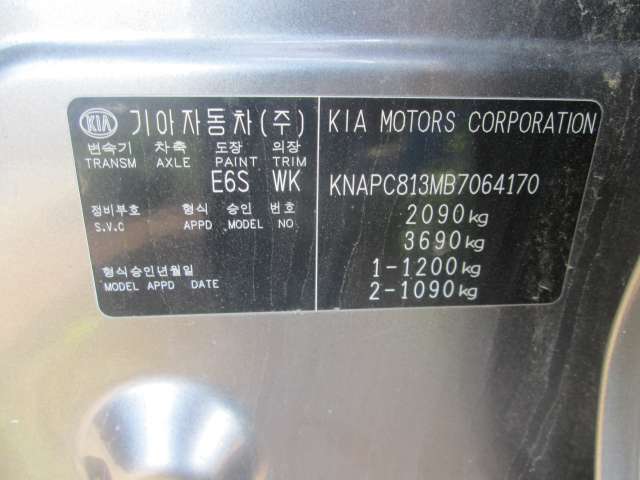 KIA 기아자동차(주)
변속기 차축 도장 의장
TRANSM AXLE PAINT TRIM
E6S WK
정비부호 형식 승인 번호
S.V.C APPD MODEL NO
형식승인년월일
MODEL APPD DATE
KIA MOTORS CORPORATION
KNAPC813MB7064170
2090kg
3690kg
1-1200kg
2-1090kg